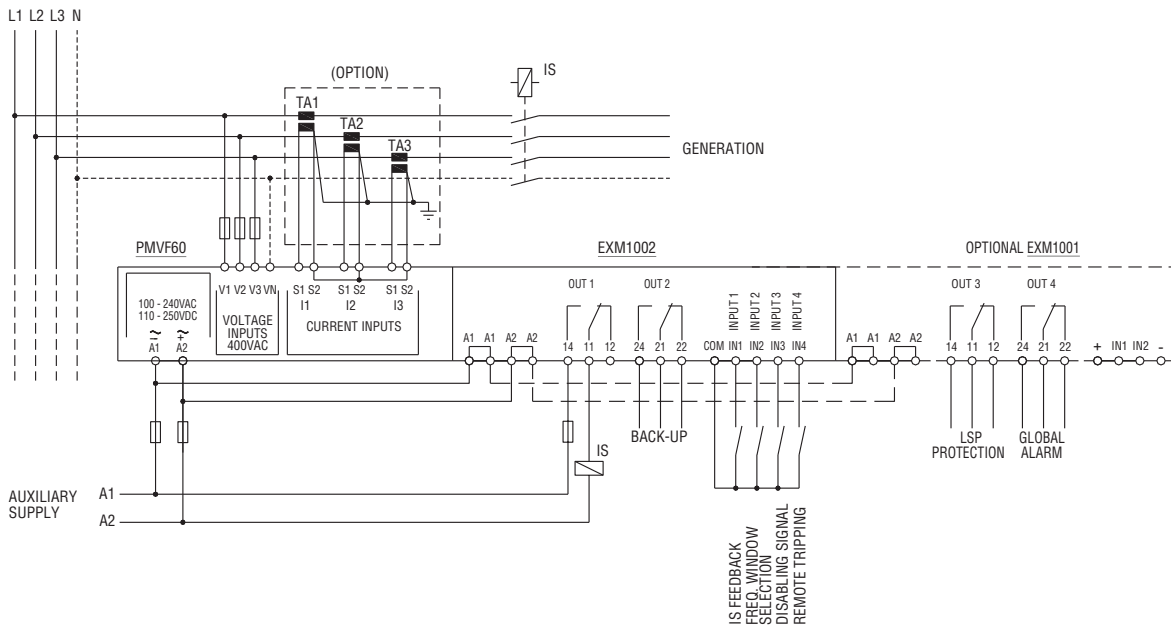 L1 L2 L3 N
(OPTION)
IS
TA1
TA2
TA3
GENERATION
PMVF60
EXM1002
OPTIONAL EXM1001
100 - 240VAC
110 - 250VDC
~ ~
– +
A1 A2
V1 V2 V3 VN
VOLTAGE
INPUTS
400VAC
S1 S2 S1 S2 S1 S2
I1 I2 I3
CURRENT INPUTS
A1 A1 A2 A2
OUT 1
14 11 12
OUT 2
24 21 22
INPUT 1
INPUT 2
INPUT 3
INPUT 4
COM IN1 IN2 IN3 IN4
A1 A1 A2 A2
OUT 3
14 11 12
OUT 4
24 21 22
+ IN1 IN2 -
BACK-UP
LSP
PROTECTION
GLOBAL
ALARM
IS
AUXILIARY
SUPPLY
A1
A2
IS FEEDBACK
FREQ. WINDOW
SELECTION
DISABLING SIGNAL
REMOTE TRIPPING